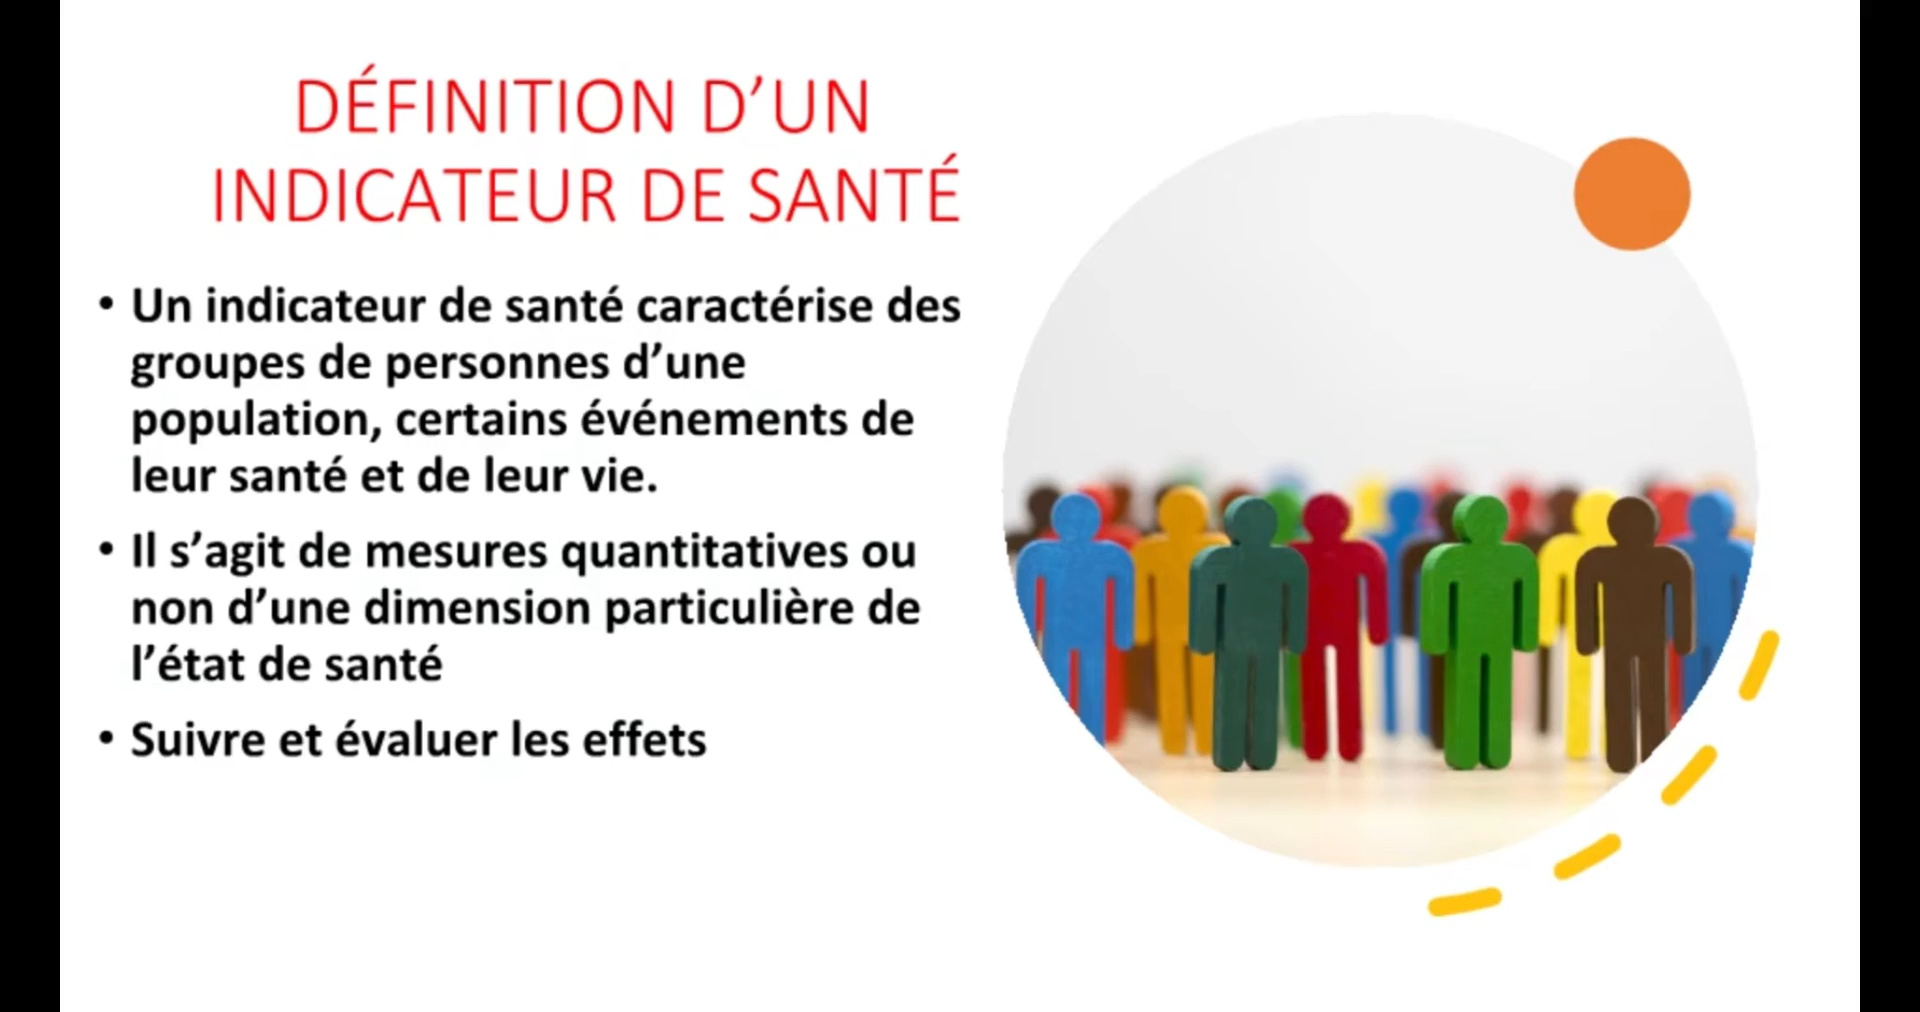 DÉFINITION D’UN
INDICATEUR DE SANTÉ
• Un indicateur de santé caractérise des
groupes de personnes d’une
population, certains événements de
leur santé et de leur vie.
• Il s’agit de mesures quantitatives ou
non d’une dimension particulière de
l’état de santé
• Suivre et évaluer les effets